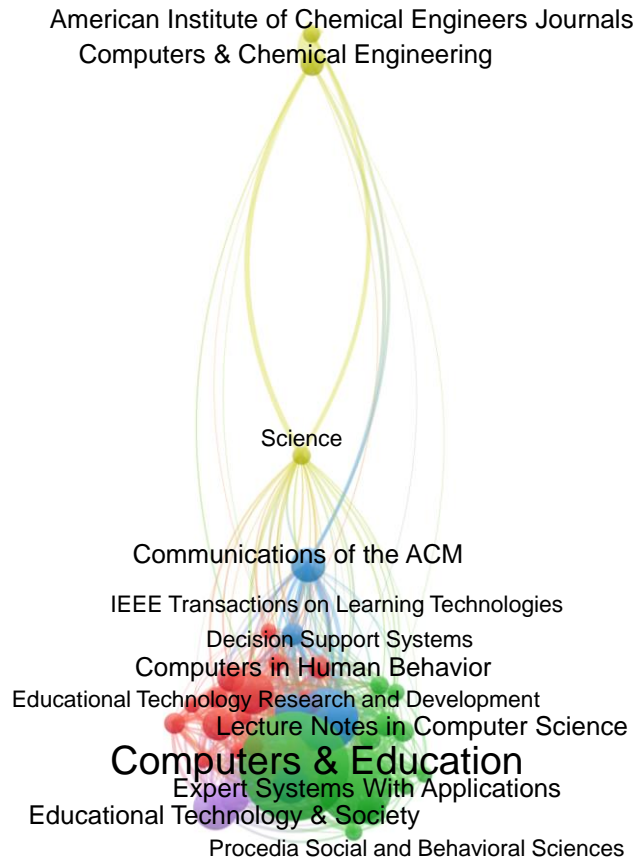 American Institute of Chemical Engineers Journals
Computers & Chemical Engineering
Science
Communications of the ACM
IEEE Transactions on Learning Technologies
Decision Support Systems
Computers in Human Behavior
Educational Technology Research and Development
Lecture Notes in Computer Science
Computers & Education
Expert Systems With Applications
Educational Technology & Society
Procedia Social and Behavioral Sciences